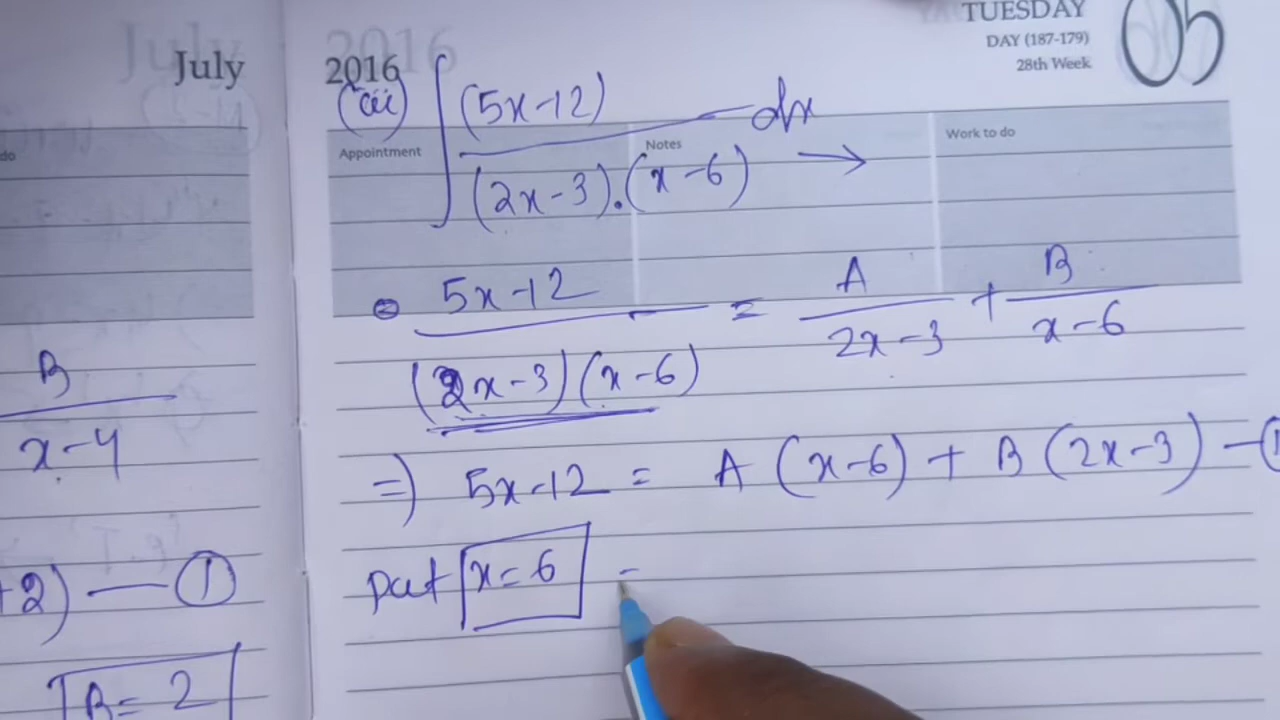 July
do
B
x-4
+2) — ①
B = 2
2016
TUESDAY
DAY (187-179)
28th Week
05
(iii) ∫ (5x-12) dx
Appointment
Notes
Work to do
(2x-3).(x-6) →
5x-12 = A + B
(2x-3)(x-6) 2x-3 x-6
=) 5x-12 = A (x-6) + B (2x-3) — ①
put x = 6 =